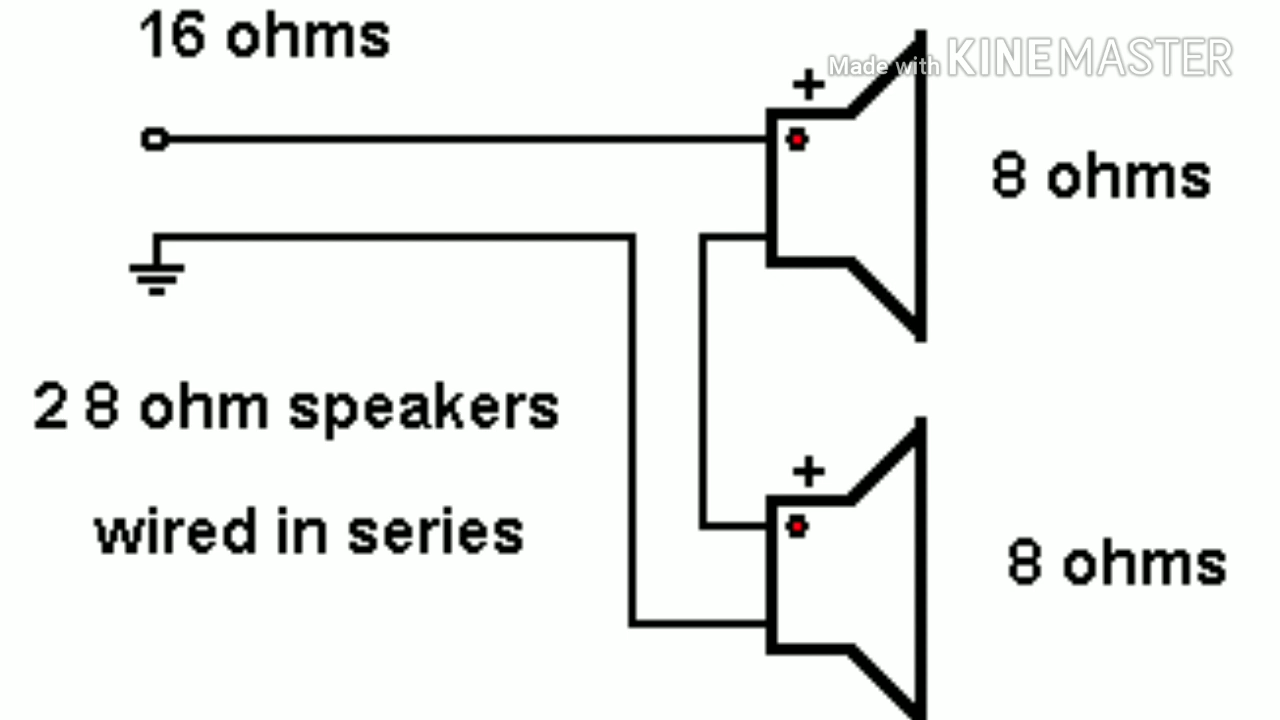 16 ohms
Made with KINEMASTER
+
8 ohms
2 8 ohm speakers
+
wired in series
8 ohms